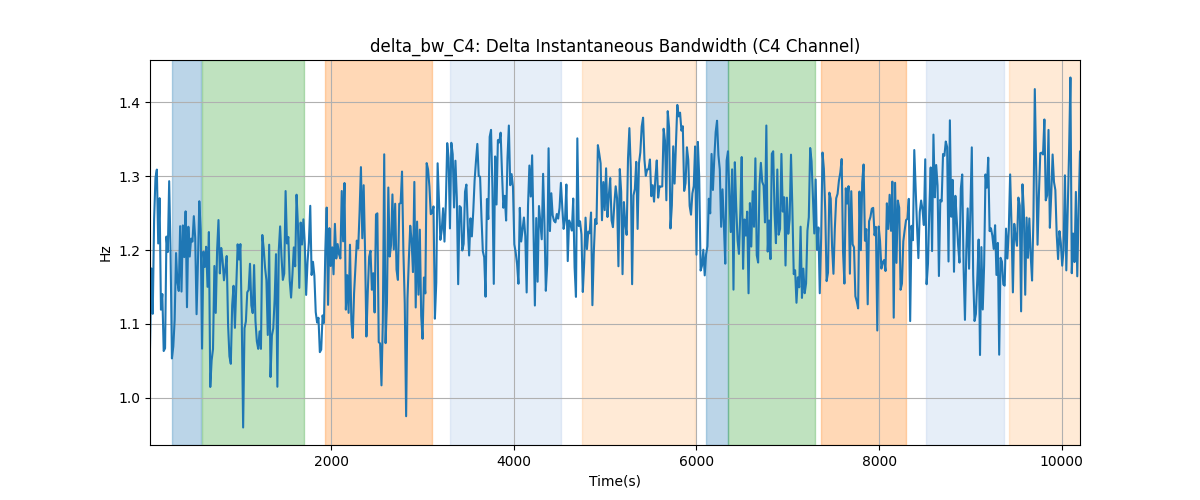 delta_bw_C4: Delta Instantaneous Bandwidth (C4 Channel)
1.4
1.3
1.2
1.1
1.0
Hz
2000 4000 6000 8000 10000
Time(s)